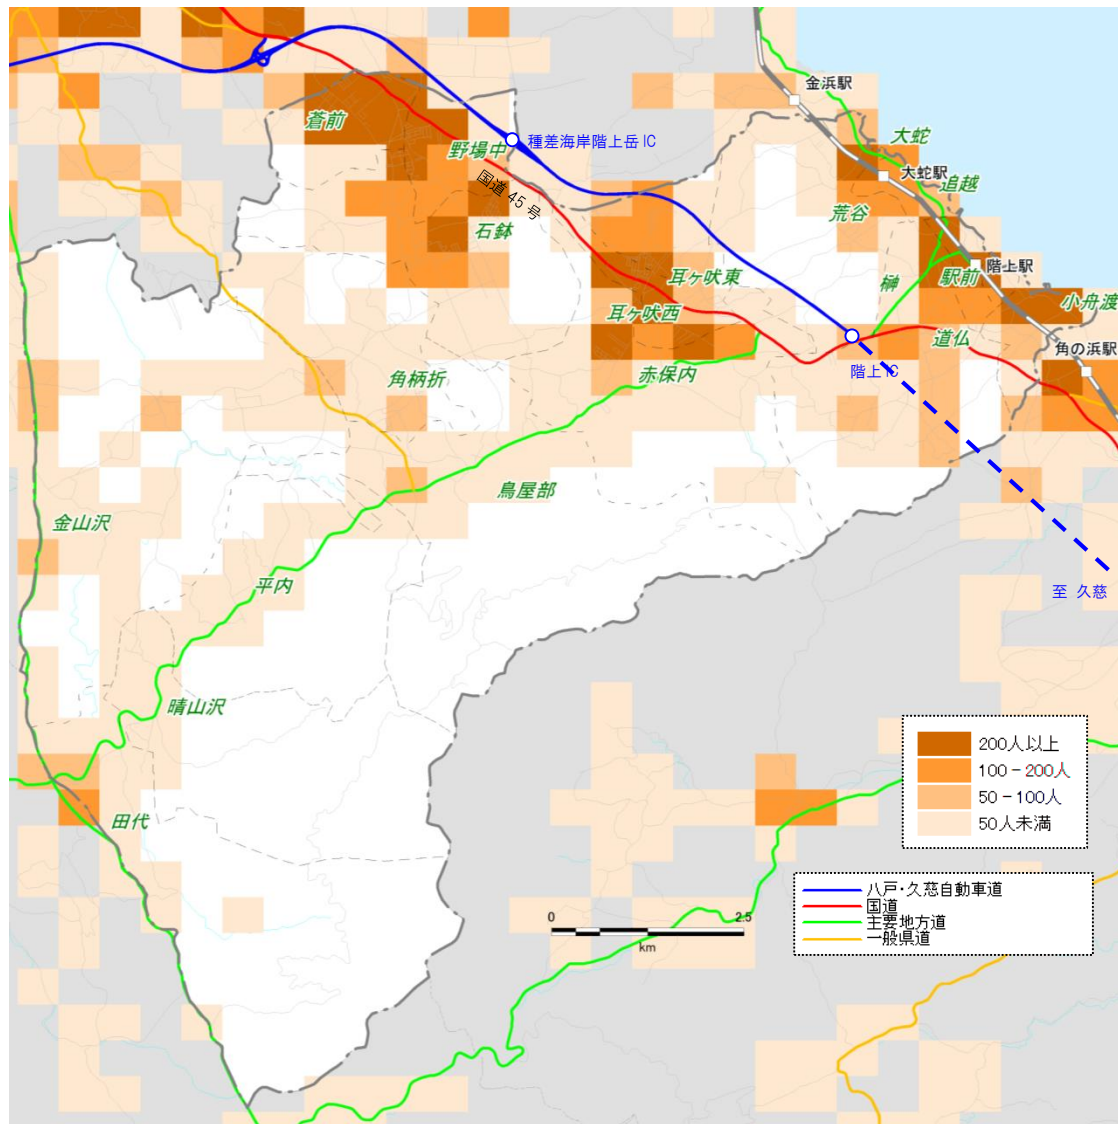 金浜駅
蒼前
種差海岸階上岳IC
大蛇
野場中
大蛇駅
国道45号
追越
荒谷
石鉢
階上駅
耳ヶ吠東
駅前
榊
小舟渡
耳ヶ吠西
道仏
角の浜駅
階上IC
赤保内
角柄折
鳥屋部
金山沢
平内
至 久慈
晴山沢
200人以上
100-200人
50-100人
50人未満
田代
八戸・久慈自動車道
国道
主要地方道
一般県道
0 2.5
km